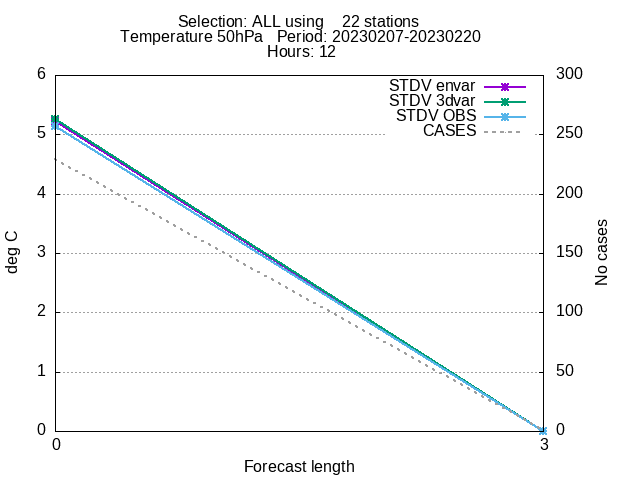 Selection: ALL using    22 stations
Temperature 50hPa   Period: 20230207-20230220
Hours: 12
6
5
4
3
2
1
0
300
250
200
150
100
50
0
STDV envar
STDV 3dvar
STDV OBS
CASES
deg C
No cases
0
3
Forecast length